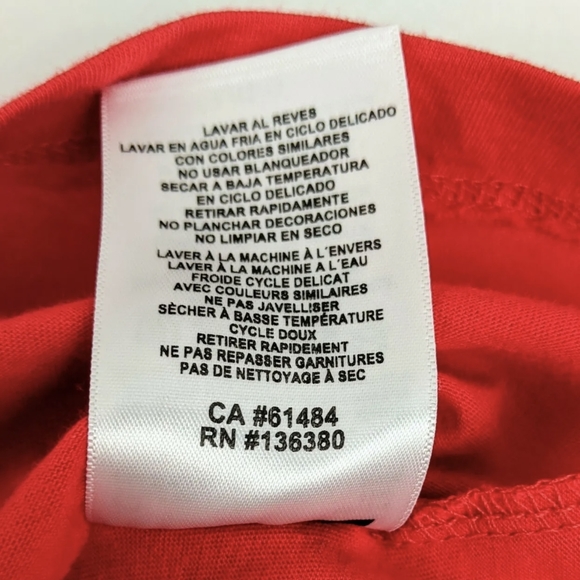 LAVAR AL REVES
LAVAR EN AGUA FRIA EN CICLO DELICADO
CON COLORES SIMILARES
NO USAR BLANQUEADOR
SECAR A BAJA TEMPERATURA
EN CICLO DELICADO
RETIRAR RAPIDAMENTE
NO PLANCHAR DECORACIONES
NO LIMPIAR EN SECO
LAVER À LA MACHINE À L'ENVERS
LAVER À LA MACHINE A L'EAU
FROIDE CYCLE DELICAT
AVEC COULEURS SIMILAIRES
NE PAS JAVELLISER
SÈCHER À BASSE TEMPÉRATURE
CYCLE DOUX
RETIRER RAPIDEMENT
NE PAS REPASSER GARNITURES
PAS DE NETTOYAGE À SEC
CA #61484
RN #136380